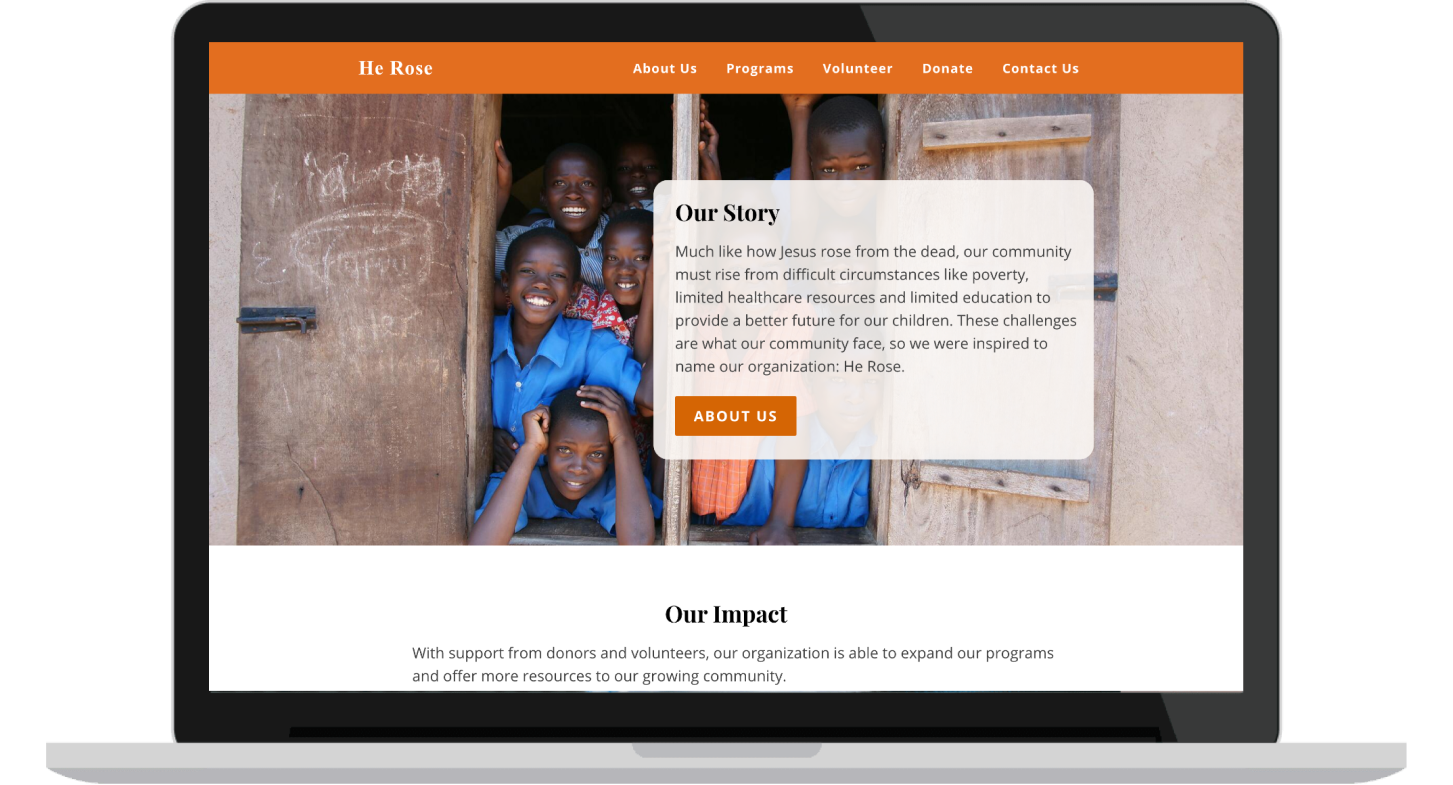 He Rose
About Us Programs Volunteer Donate Contact Us
Our Story
Much like how Jesus rose from the dead, our community
must rise from difficult circumstances like poverty,
limited healthcare resources and limited education to
provide a better future for our children. These challenges
are what our community face, so we were inspired to
name our organization: He Rose.
ABOUT US
Our Impact
With support from donors and volunteers, our organization is able to expand our programs
and offer more resources to our growing community.